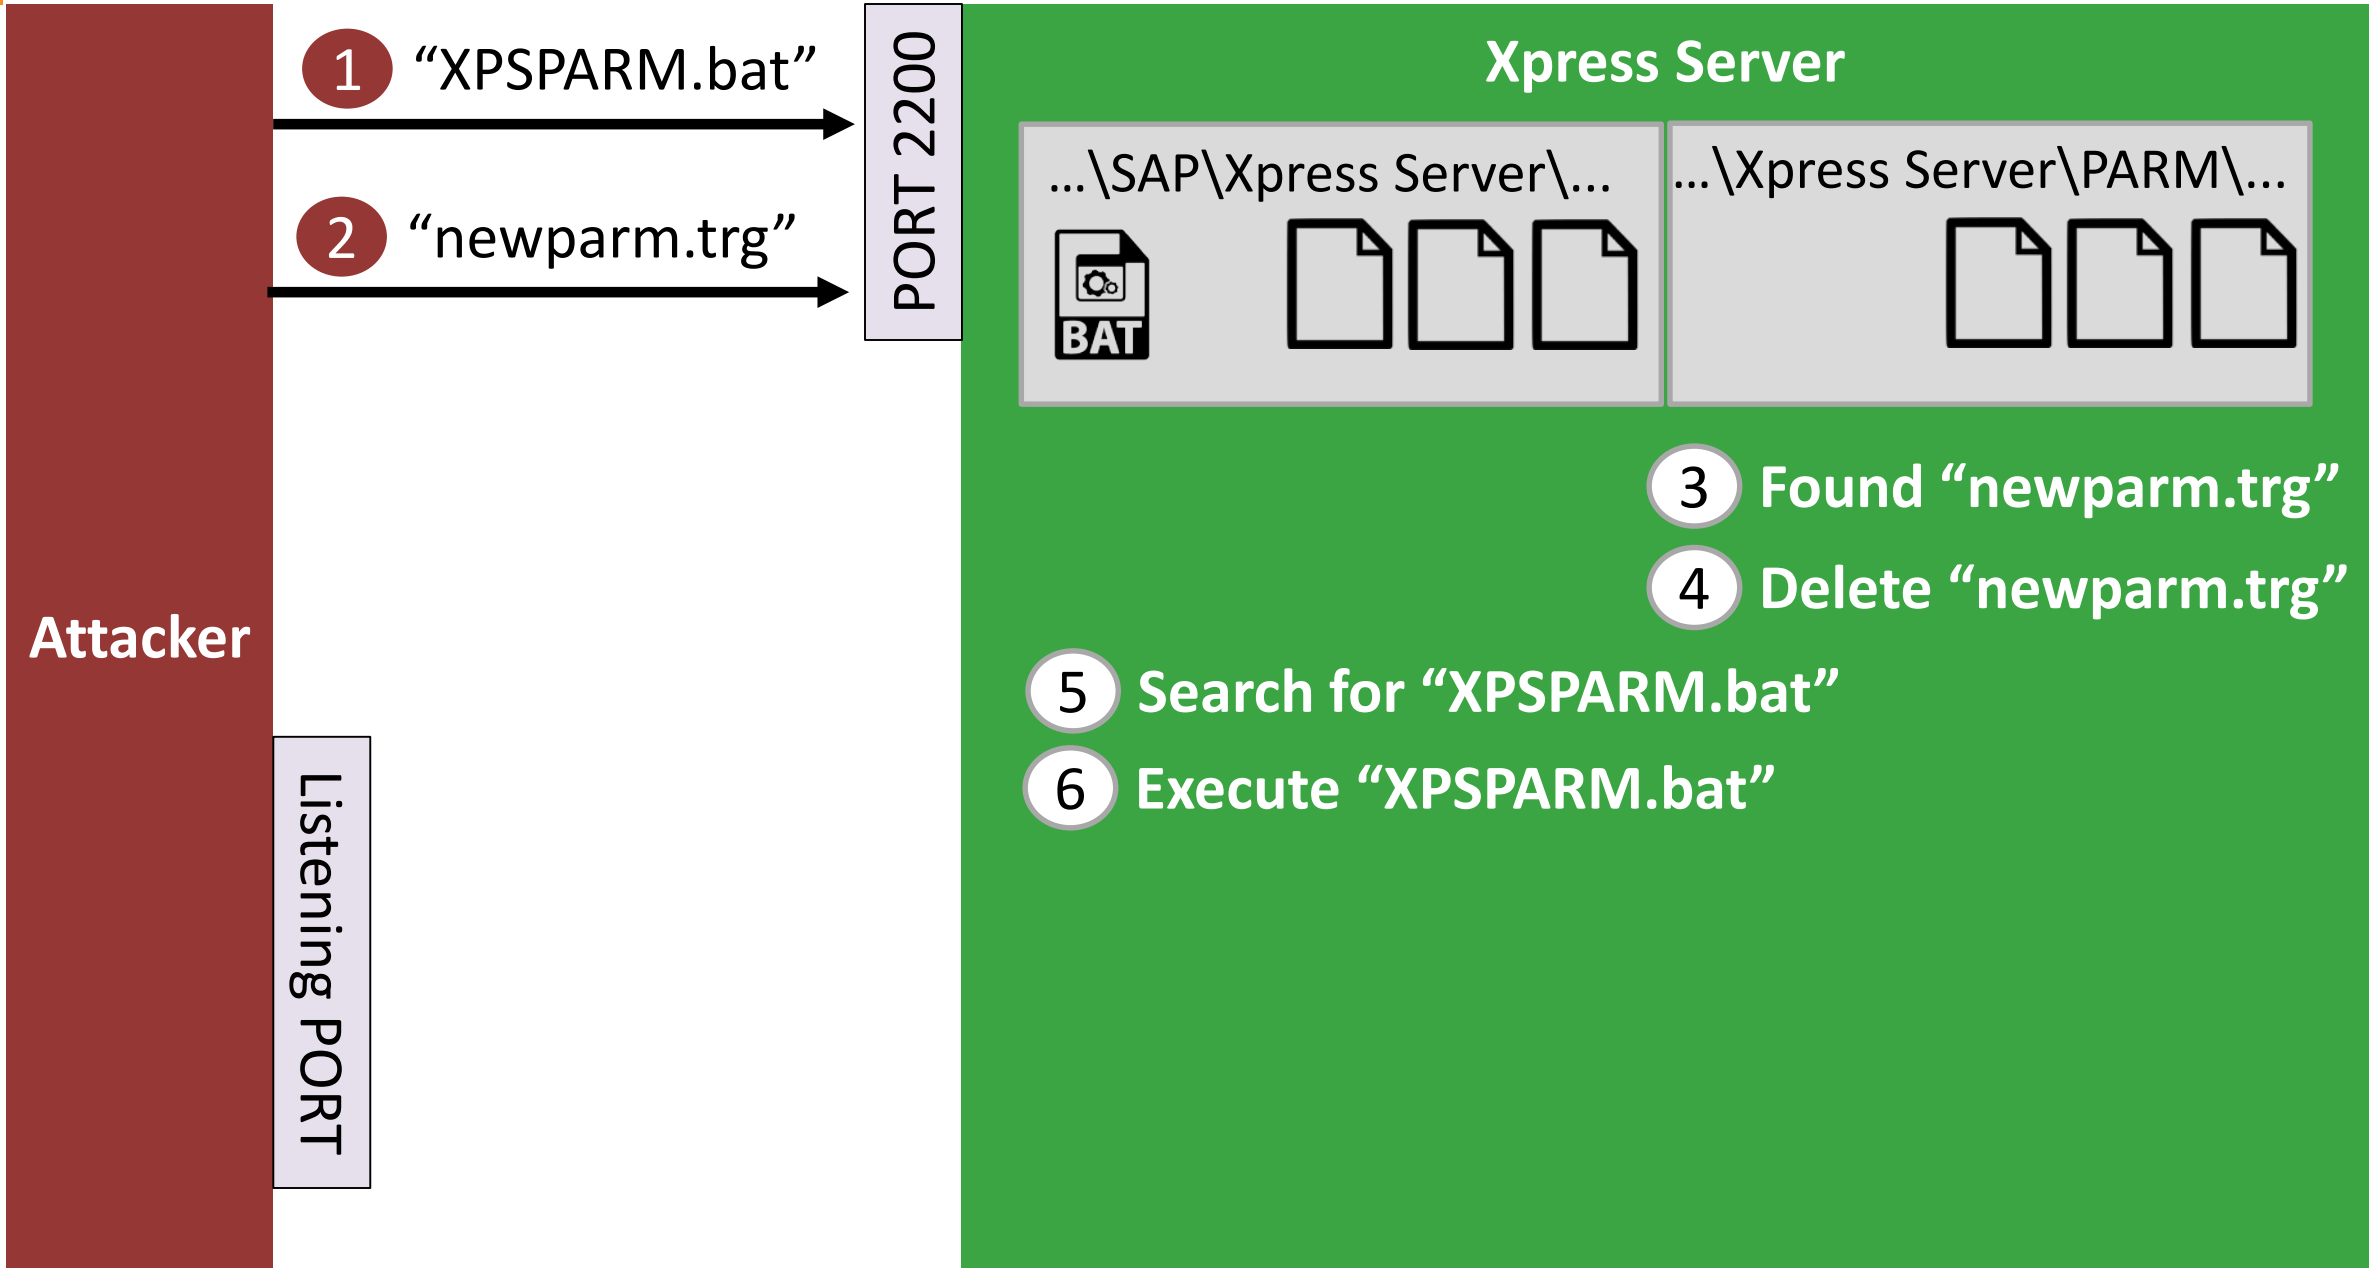 1 “XPSPARM.bat”
2 “newparm.trg”
PORT 2200
Xpress Server
...\SAP\Xpress Server\...
...\Xpress Server\PARM\...
BAT
3 Found “newparm.trg”
4 Delete “newparm.trg”
5 Search for “XPSPARM.bat”
6 Execute “XPSPARM.bat”
Attacker
Listening PORT